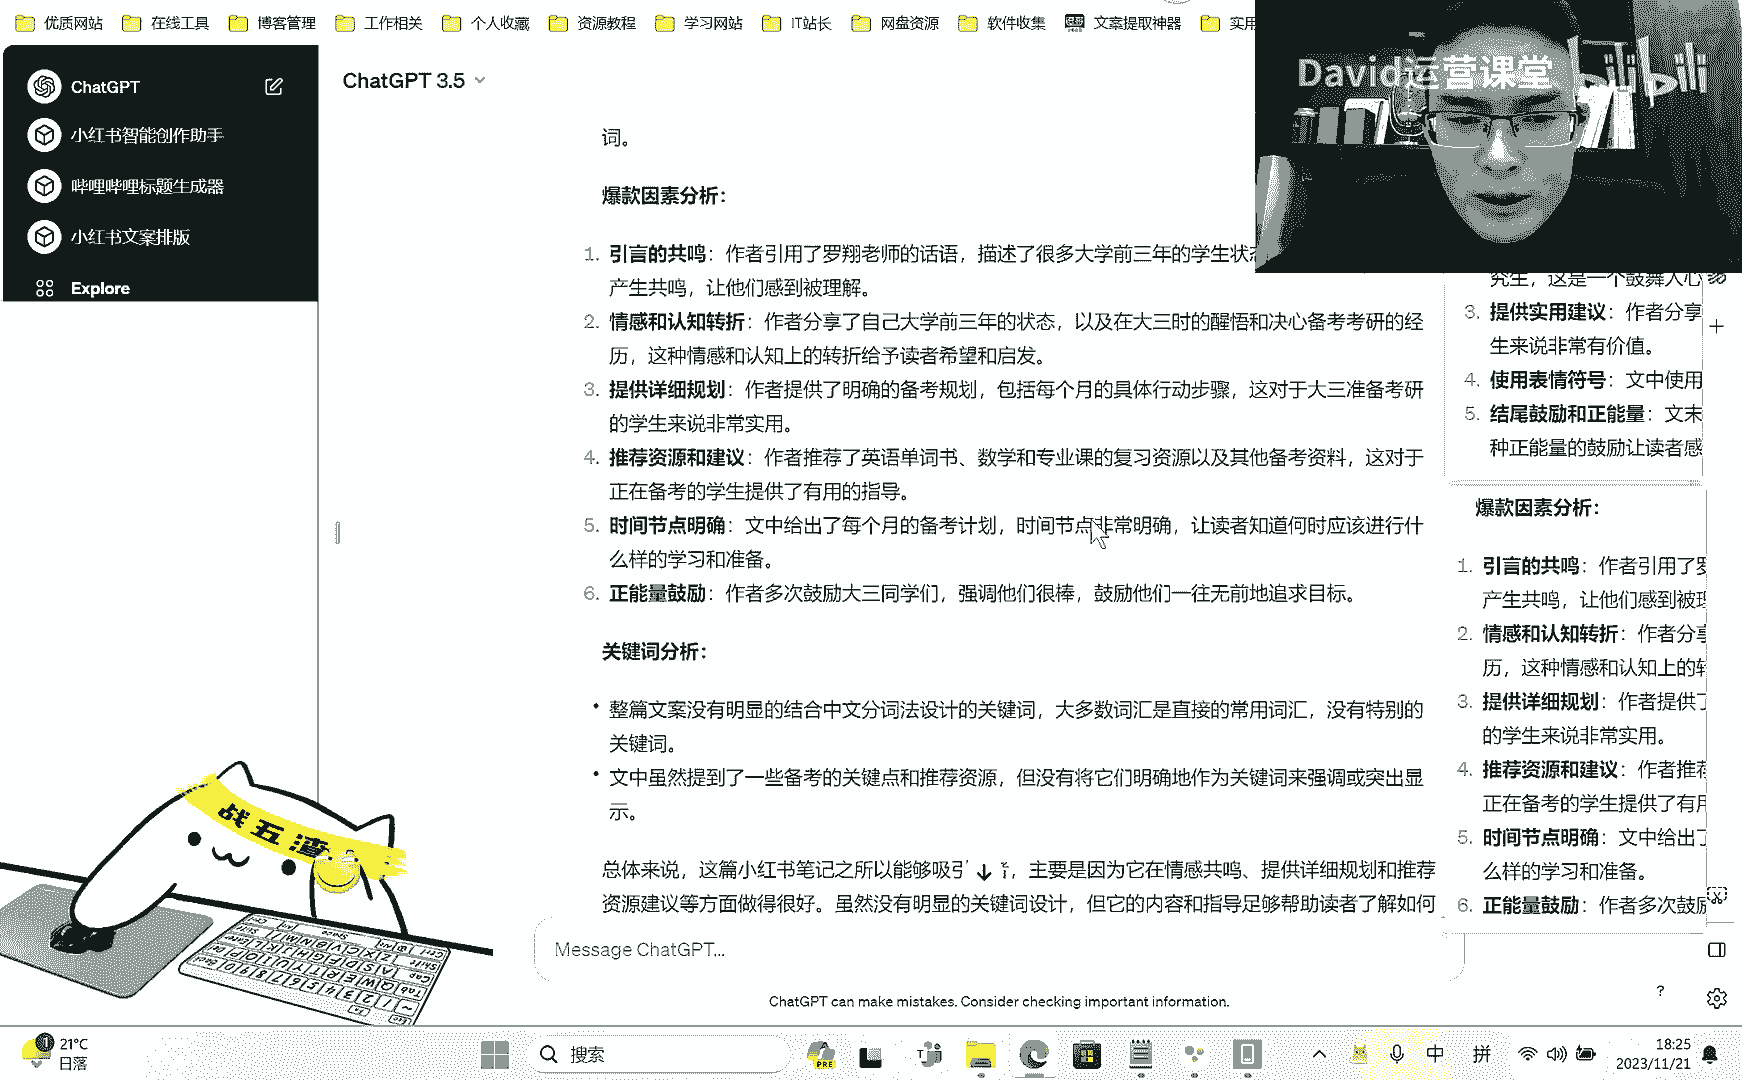 优质网站 在线工具 博客管理 工作相关 个人收藏 资源教程 学习网站 IT站长 网盘资源 软件收集 文案提取神器 实用
David运营课堂
bilibili
ChatGPT
小红书智能创作助手
哔哩哔哩标题生成器
小红书文案排版
Explore
ChatGPT 3.5
词。
爆款因素分析：
1. 引言的共鸣：作者引用了罗翔老师的话语，描述了很多大学前三年的学生状态
产生共鸣，让他们感到被理解。
2. 情感和认知转折：作者分享了自己大学前三年的状态，以及在大三时的醒悟和决心备考考研的经
历，这种情感和认知上的转折给予读者希望和启发。
3. 提供详细规划：作者提供了明确的备考规划，包括每个月的具体行动步骤，这对于大三准备考研
的学生来说非常实用。
4. 推荐资源和建议：作者推荐了英语单词书、数学和专业课的复习资源以及其他备考资料，这对于
正在备考的学生提供了有用的指导。
5. 时间节点明确：文中给出了每个月的备考计划，时间节点非常明确，让读者知道何时应该进行什
么样的学习和准备。
6. 正能量鼓励：作者多次鼓励大三同学们，强调他们很棒，鼓励他们一往无前地追求目标。
关键词分析：
• 整篇文案没有明显的结合中文分词法设计的关键词，大多数词汇是直接的常用词汇，没有特别的
关键词。
• 文中虽然提到了一些备考的关键点和推荐资源，但没有将它们明确地作为关键词来强调或突出显
示。
总体来说，这篇小红书笔记之所以能够吸引 ，主要是因为它在情感共鸣、提供详细规划和推荐
资源建议等方面做得很好。虽然没有明显的关键词设计，但它的内容和指导足够帮助读者了解如何
Message ChatGPT...
ChatGPT can make mistakes. Consider checking important information.
究生，这是一个鼓舞人心
3. 提供实用建议：作者分享
生来说非常有价值。
4. 使用表情符号：文中使用
5. 结尾鼓励和正能量：文末
种正能量的鼓励让读者感
爆款因素分析：
1. 引言的共鸣：作者引用了罗
产生共鸣，让他们感到被理
2. 情感和认知转折：作者分享
历，这种情感和认知上的转
3. 提供详细规划：作者提供了
的学生来说非常实用。
4. 推荐资源和建议：作者推荐
正在备考的学生提供了有用
5. 时间节点明确：文中给出了
么样的学习和准备。
6. 正能量鼓励：作者多次鼓励
?
战五渣
21°C
日落
搜索
PRE
中 拼
18:25
2023/11/21